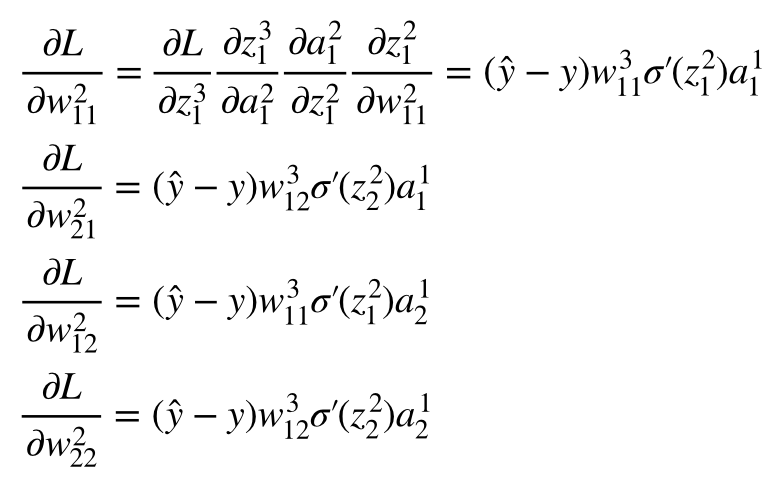 ∂L/∂w²₁₁ = ∂L/∂z³₁ ∂z³₁/∂a²₁ ∂a²₁/∂z²₁ ∂z²₁/∂w²₁₁ = (ŷ − y)w³₁₁σ′(z²₁)a¹₁
∂L/∂w²₂₁ = (ŷ − y)w³₁₂σ′(z²₂)a¹₁
∂L/∂w²₁₂ = (ŷ − y)w³₁₁σ′(z²₁)a¹₂
∂L/∂w²₂₂ = (ŷ − y)w³₁₂σ′(z²₂)a¹₂